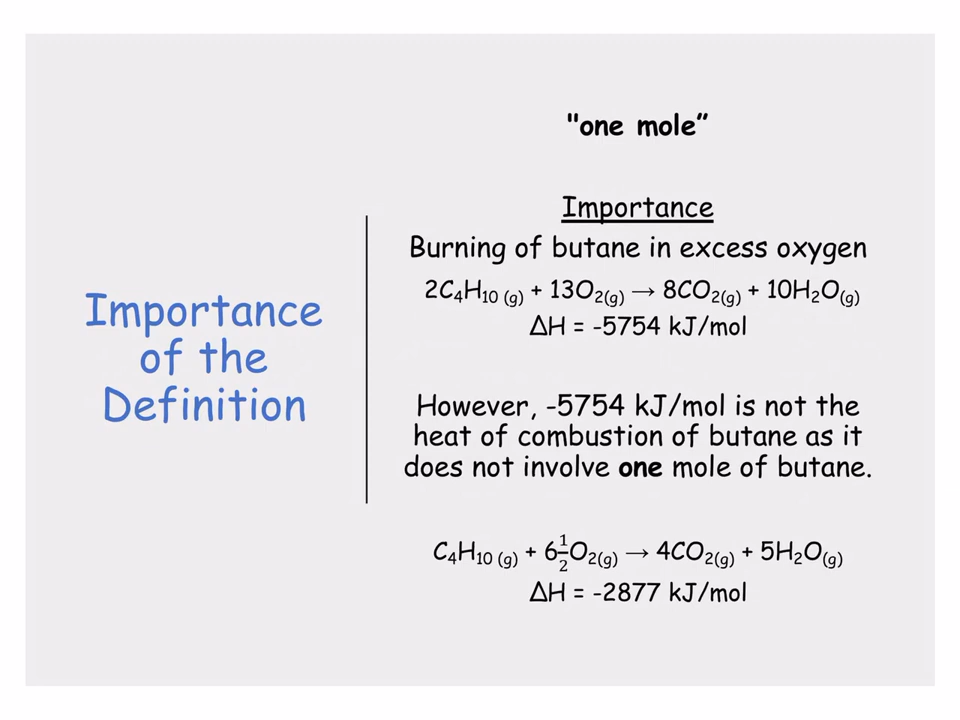 Importance
of the
Definition
"one mole”
Importance
Burning of butane in excess oxygen
2C₄H₁₀ (g) + 13O₂(g) → 8CO₂(g) + 10H₂O(g)
ΔH = -5754 kJ/mol
However, -5754 kJ/mol is not the
heat of combustion of butane as it
does not involve one mole of butane.
C₄H₁₀ (g) + 6½O₂(g) → 4CO₂(g) + 5H₂O(g)
ΔH = -2877 kJ/mol